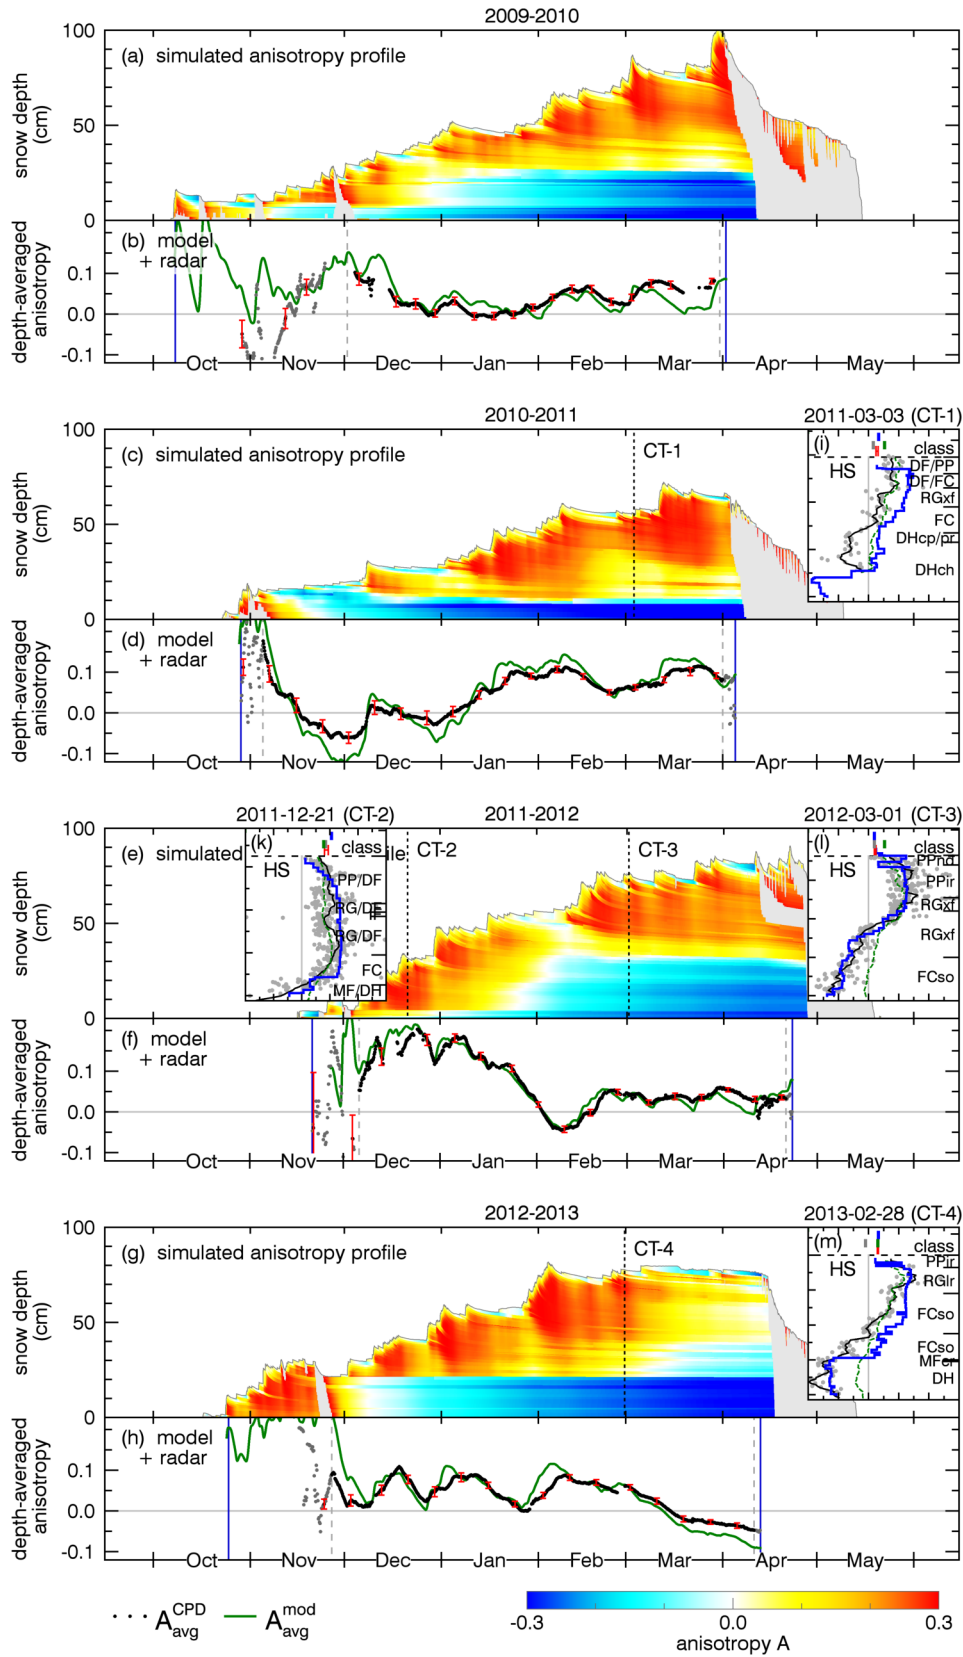 2009-2010
100
(a) simulated anisotropy profile
snow depth
(cm)
50
0
(b) model
+ radar
depth-averaged
anisotropy
0.1
0.0
-0.1
Oct Nov Dec Jan Feb Mar Apr May
2010-2011
2011-03-03 (CT-1)
100
(c) simulated anisotropy profile
CT-1
snow depth
(cm)
50
0
(i)
class
HS
DF/PP
DF/FC
RGxf
FC
DHcp/pr
DHch
(d) model
+ radar
depth-averaged
anisotropy
0.1
0.0
-0.1
Oct Nov Dec Jan Feb Mar Apr May
2011-12-21 (CT-2)
2011-2012
2012-03-01 (CT-3)
100
(e) simulated
file
CT-2
CT-3
snow depth
(cm)
50
0
(k)
class
HS
PP/DF
RG/DF
RG/DF
FC
MF/DH
(l)
class
HS
PPnd
PPir
RGxf
RGxf
FCso
(f) model
+ radar
depth-averaged
anisotropy
0.1
0.0
-0.1
Oct Nov Dec Jan Feb Mar Apr May
2012-2013
2013-02-28 (CT-4)
100
(g) simulated anisotropy profile
CT-4
snow depth
(cm)
50
0
(m)
class
HS
PPir
RGlr
FCso
FCso
DH
(h) model
+ radar
depth-averaged
anisotropy
0.1
0.0
-0.1
Oct Nov Dec Jan Feb Mar Apr May
A CPD avg
A mod avg
-0.3 0.0 0.3
anisotropy A